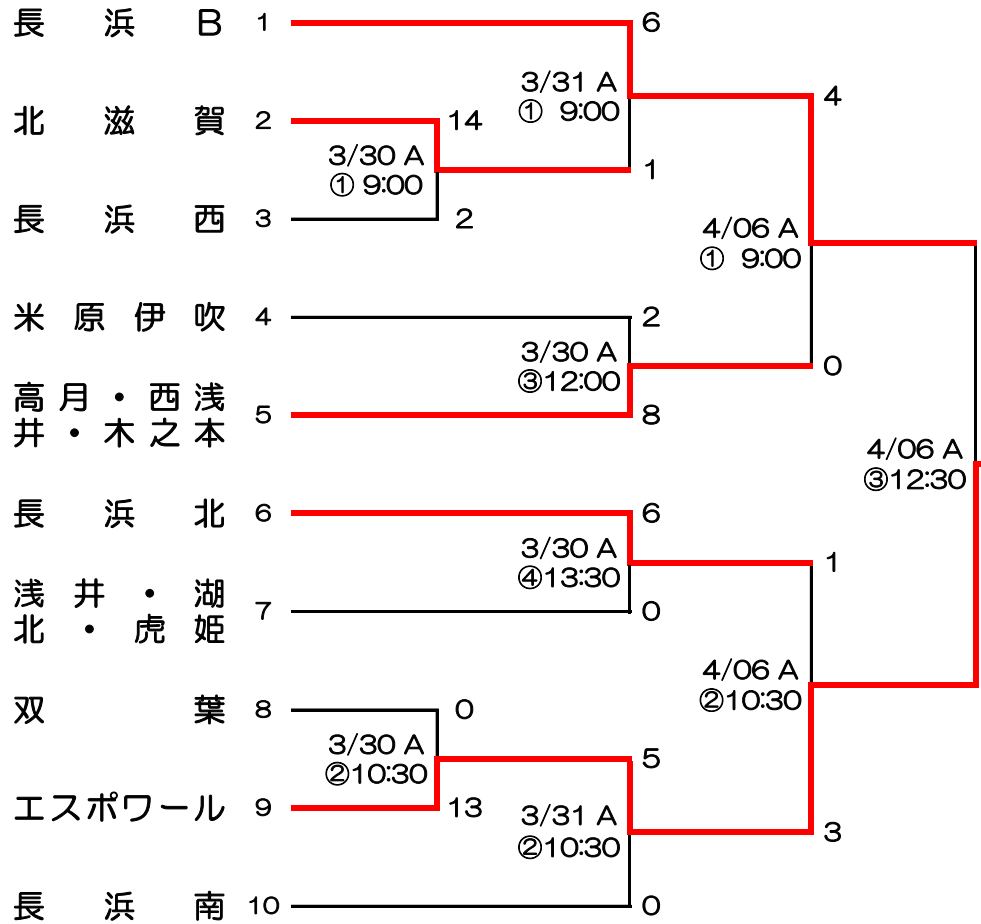 長浜B 1
6
3/31 A
① 9:00
4
北滋賀 2
14
3/30 A
① 9:00
1
長浜西 3
2
4/06 A
① 9:00
米原伊吹 4
2
3/30 A
③12:00
0
高月・西浅
井・木之本
5
8
4/06 A
③12:30
長浜北 6
6
3/30 A
④13:30
1
浅井・湖
北・虎姫
7
0
4/06 A
②10:30
双葉 8
0
3/30 A
②10:30
5
エスポワール 9
13
3/31 A
②10:30
3
長浜南 10
0